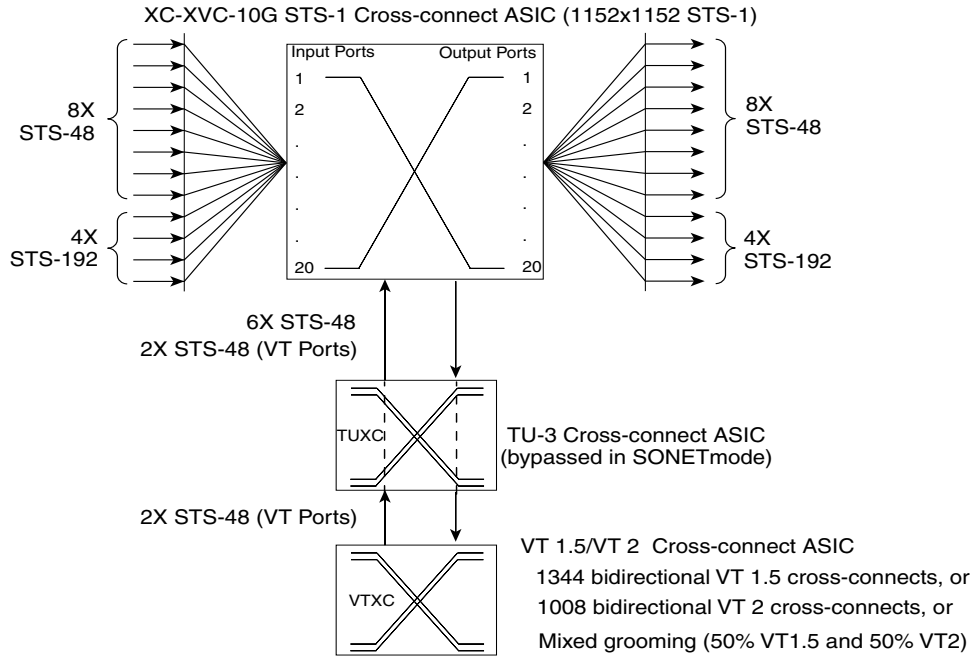 XC-XVC-10G STS-1 Cross-connect ASIC (1152x1152 STS-1)
Input Ports
Output Ports
1
1
2
2
.
.
.
.
.
.
.
.
20
20
8X
STS-48
4X
STS-192
8X
STS-48
4X
STS-192
6X STS-48
2X STS-48 (VT Ports)
TUXC
TU-3 Cross-connect ASIC
(bypassed in SONETmode)
2X STS-48 (VT Ports)
VTXC
VT 1.5/VT 2 Cross-connect ASIC
1344 bidirectional VT 1.5 cross-connects, or
1008 bidirectional VT 2 cross-connects, or
Mixed grooming (50% VT1.5 and 50% VT2)